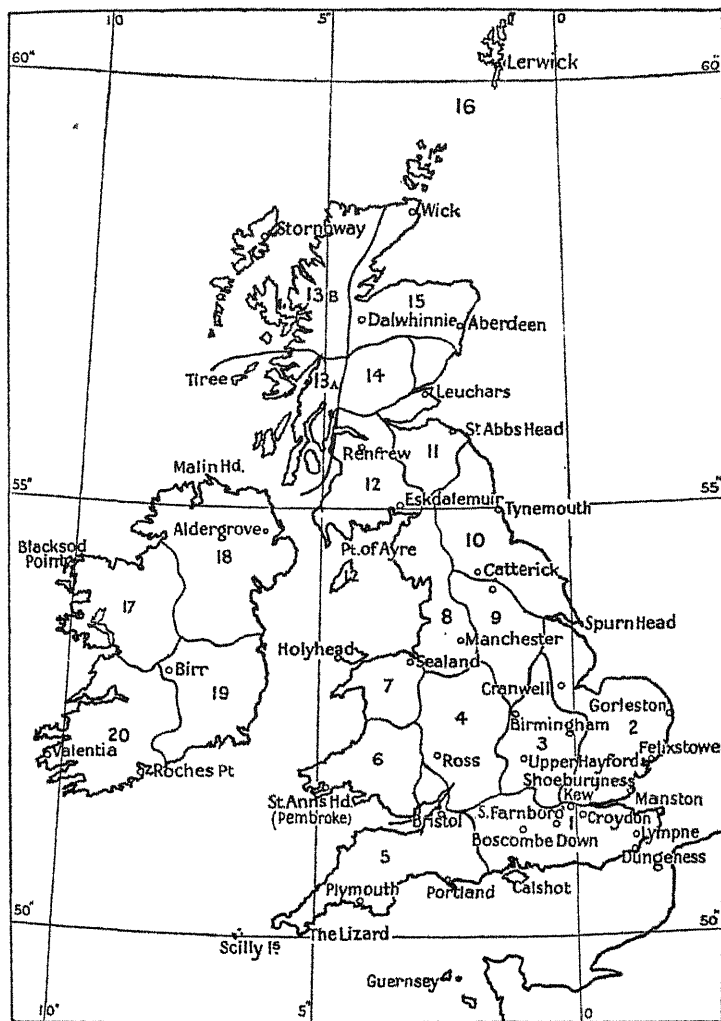 10° 5° 0
60° 60°
Lerwick
16
Wick
Stornoway
13B
15
Dalwhinnie
Aberdeen
Tiree
13A
14
Leuchars
St Abbs Head
Renfrew
11
Malin Hd.
55° 55°
12
Eskdalemuir
Tynemouth
Aldergrove
18
Pt. of Ayre
10
Blacksod
Point
12
Catterick
17
9
8
Spurn Head
Manchester
Holyhead
Sealand
Birr
7
Cranwell
19
Gorleston
4
Birmingham
2
20
3
Valentia
6
Ross
Upper Hayford
Felixstowe
Roches Pt
Shoeburyness
St. Ann's Hd.
(Pembroke)
Kew
Manston
Bristol
S. Farnboro
1
Croydon
Boscombe Down
Lympne
5
Dungeness
Plymouth
Portland
Calshot
50° 50°
The Lizard
Scilly Is
Guernsey
10° 5° 0